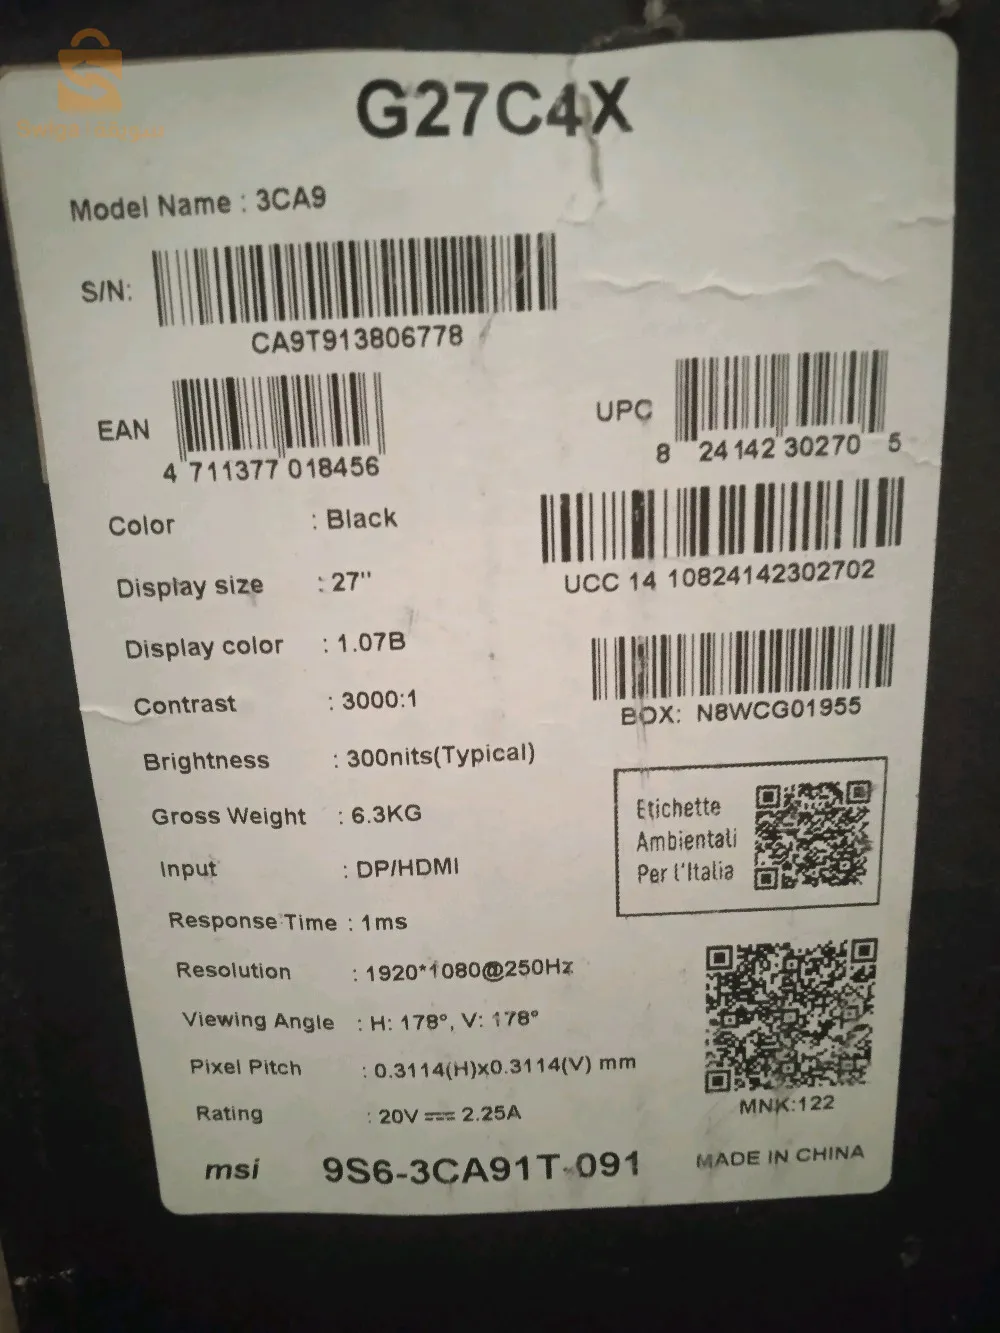 G27C4X
Model Name : 3CA9
S/N:
CA9T913806778
EAN
4 711377 018456
UPC
8 24142 30270 5
Color : Black
UCC 14 10824142302702
Display size : 27"
Display color : 1.07B
Contrast : 3000:1
BOX: N8WCG01955
Brightness : 300nits(Typical)
Gross Weight : 6.3KG
Etichette
Ambientali
Per l'Italia
Input : DP/HDMI
Response Time : 1ms
Resolution : 1920*1080@250Hz
Viewing Angle : H: 178°, V: 178°
Pixel Pitch : 0.3114(H)x0.3114(V) mm
MNK:122
Rating : 20V ⎓ 2.25A
msi 9S6-3CA91T-091 MADE IN CHINA